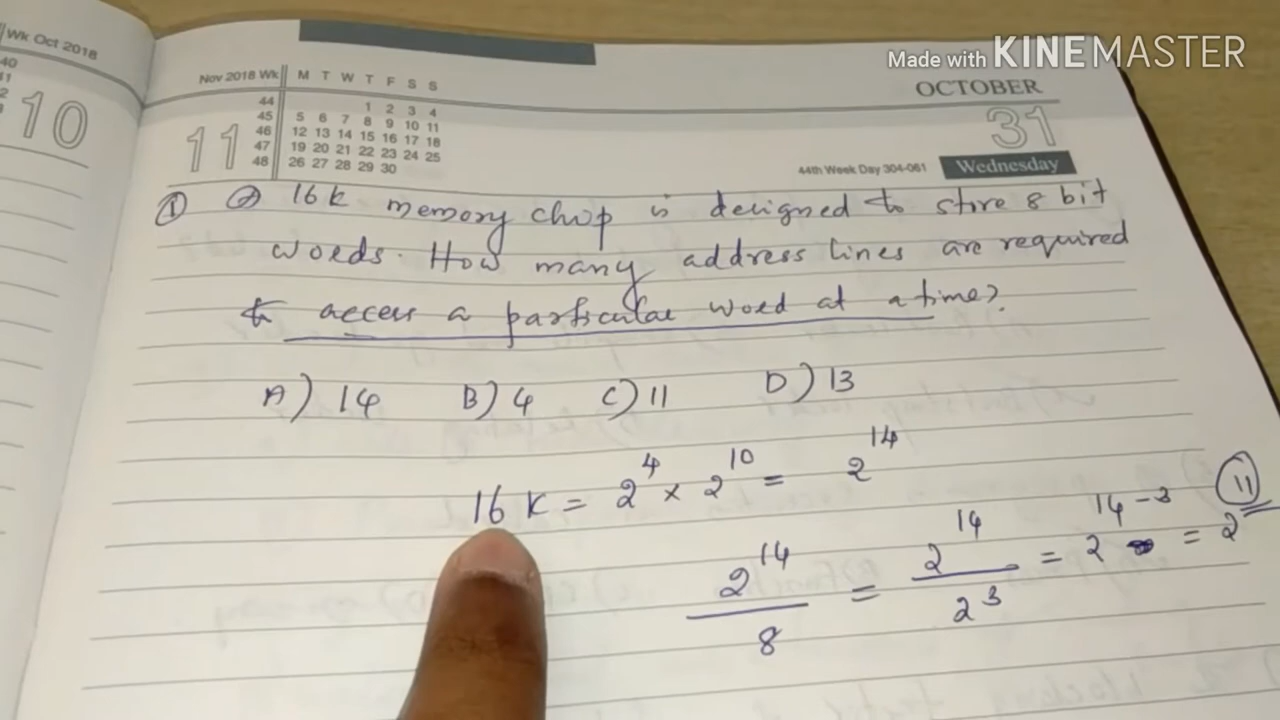 Wk Oct 2018
40
41
2
3
10
Made with KINEMASTER
Nov 2018 Wk M T W T F S S
44 1 2 3 4
45 5 6 7 8 9 10 11
46 12 13 14 15 16 17 18
47 19 20 21 22 23 24 25
48 26 27 28 29 30
11
OCTOBER
31
44th Week Day 304-061 Wednesday
① 16k memory chip is designed to store 8 bit
words. How many address lines are required
to access a particular word at a time?
A) 14 B) 4 C) 11 D) 13
16 K = 2^4 × 2^10 = 2^14
2^14 / 8 = 2^14 / 2^3 = 2^14-3 = 2^11